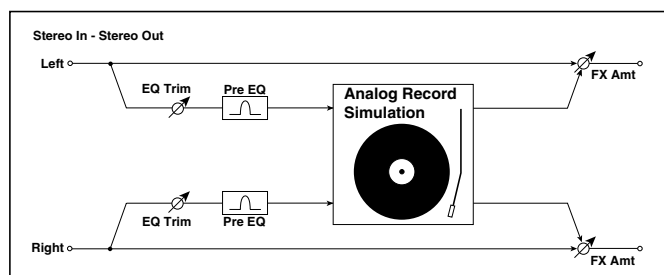 Stereo In - Stereo Out
Left
FX Amt
EQ Trim
Pre EQ
Analog Record
Simulation
EQ Trim
Pre EQ
Right
FX Amt